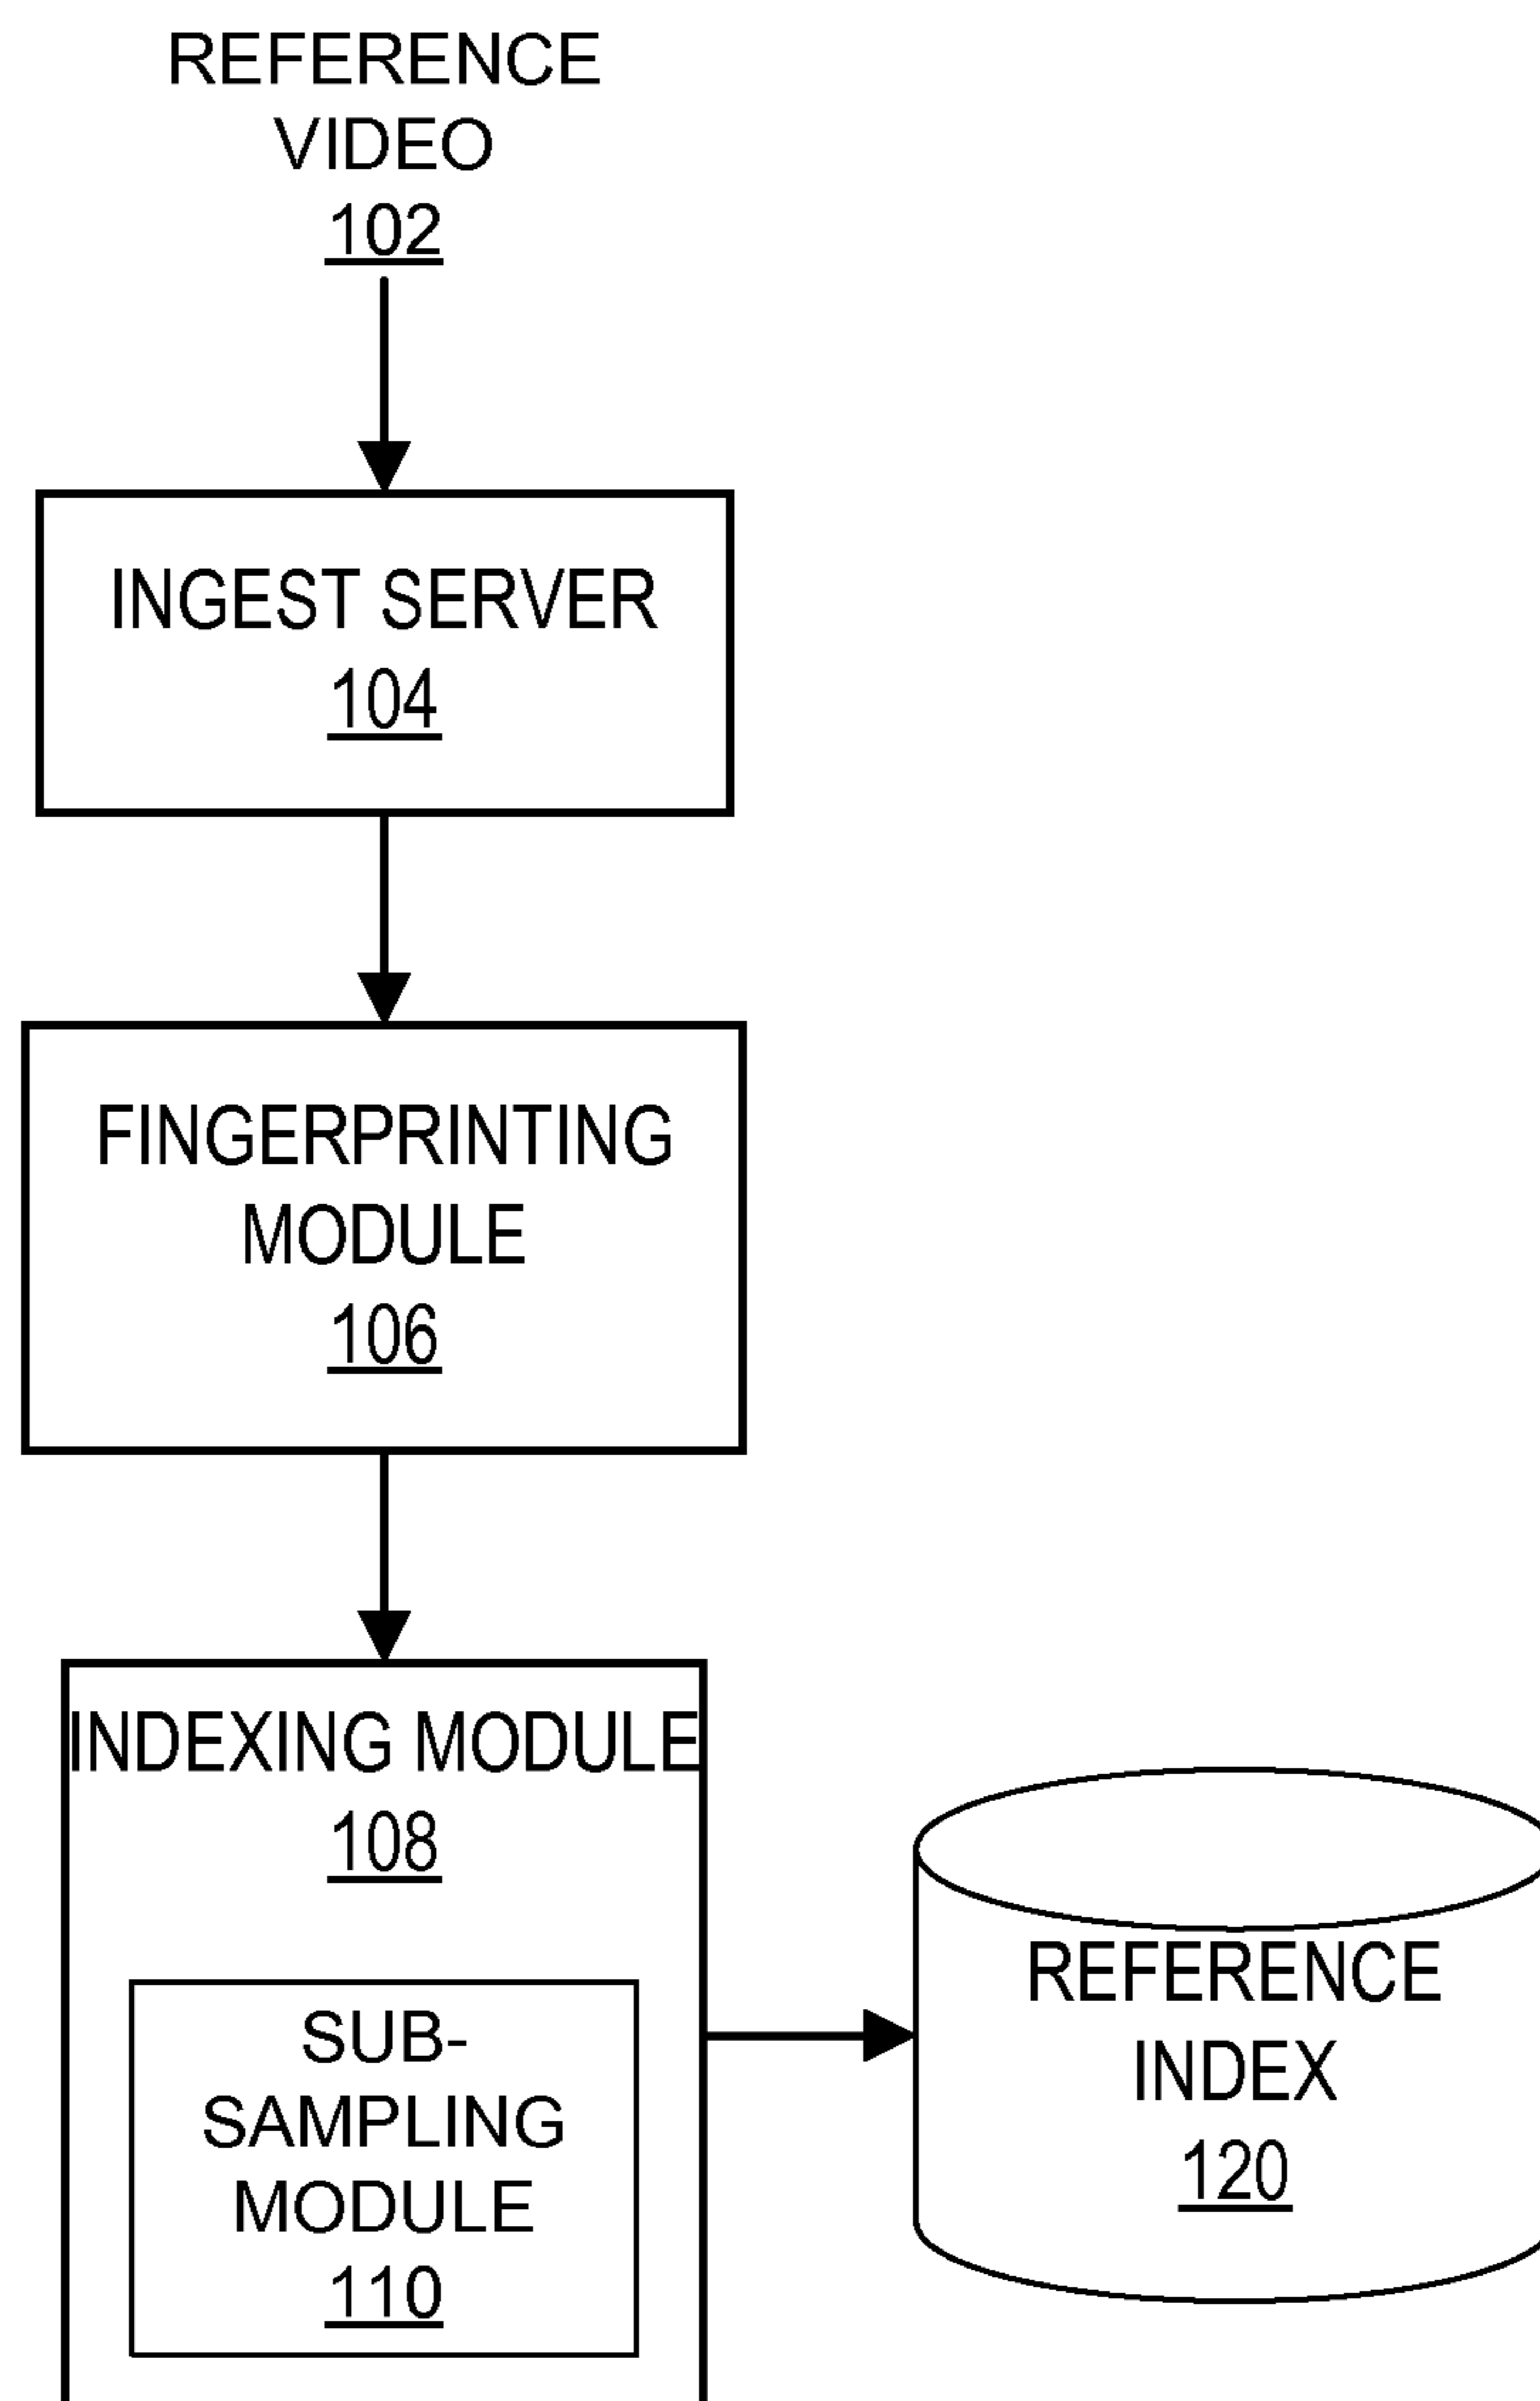 REFERENCE
VIDEO
102
INGEST SERVER
104
FINGERPRINTING
MODULE
106
INDEXING MODULE
108
SUB-
SAMPLING
MODULE
110
REFERENCE
INDEX
120